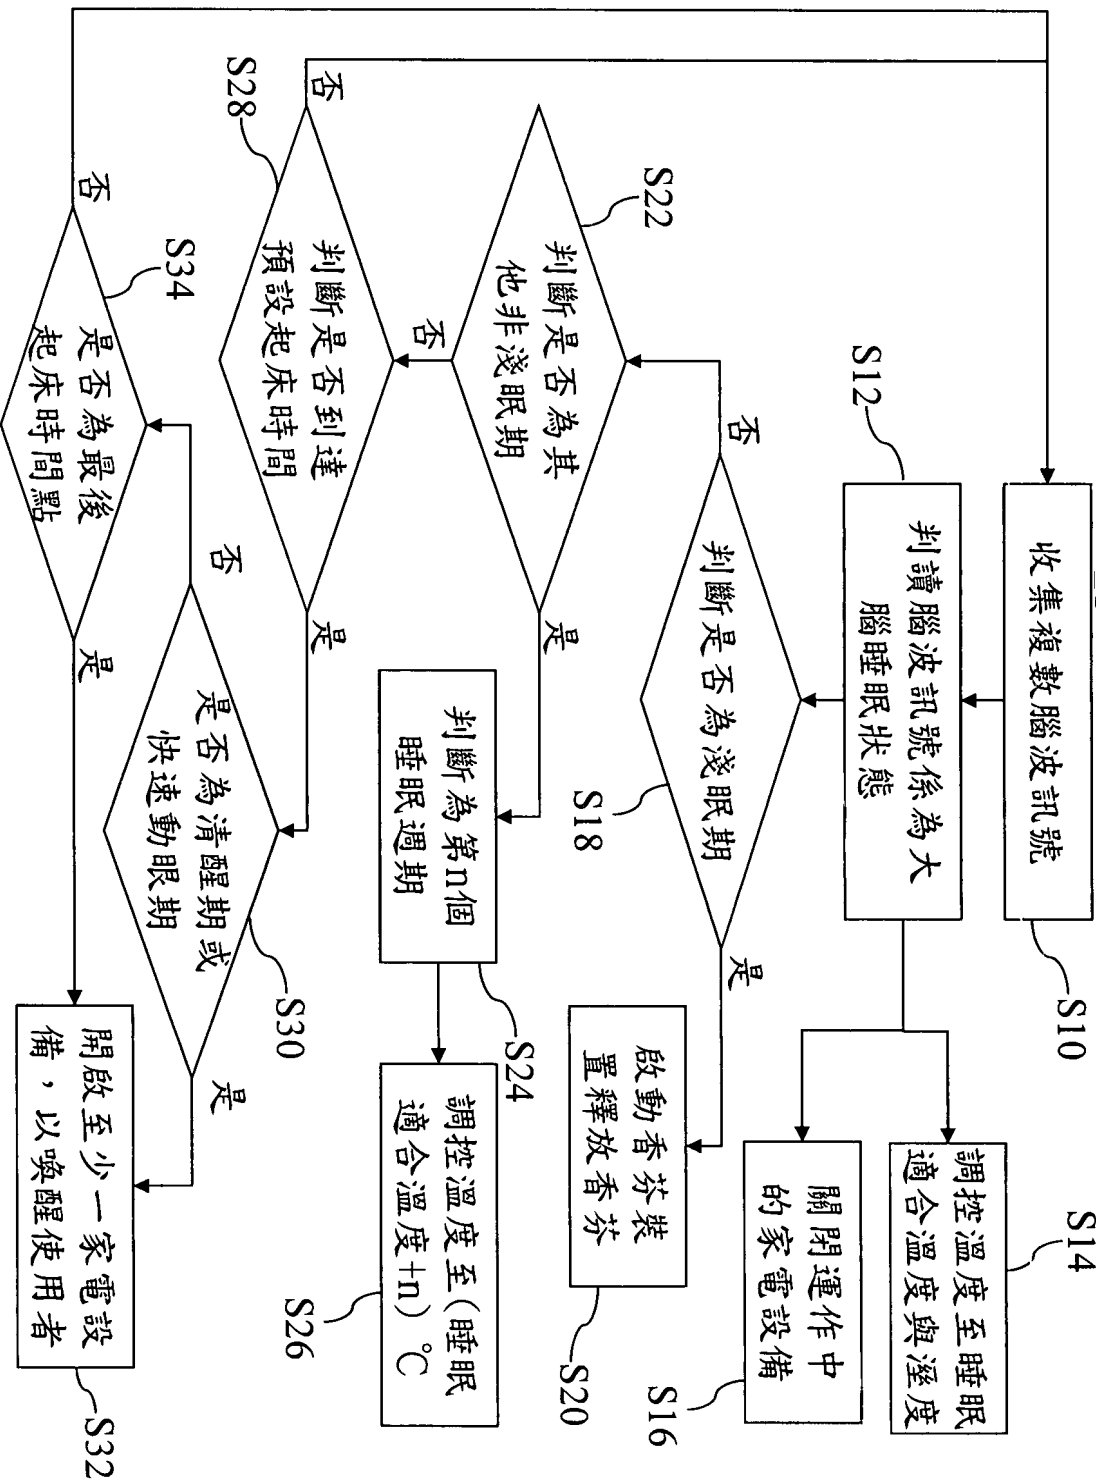 收集複數腦波訊號
S10
S12
判讀腦波訊號係為大
腦睡眠狀態
S14
調控溫度至睡眠
適合溫度與溼度
關閉運作中
的家電設備
S16
否
判斷是否為淺眠期
是
S18
啟動香芬裝
置釋放香芬
S20
S22
判斷是否為其
他非淺眠期
否
是
判斷為第n個
睡眠週期
S24
調控溫度至(睡眠
適合溫度+n) °C
S26
否
S28
判斷是否到達
預設起床時間
是
否
是否為清醒期或
快速動眼期
是
S30
否
S34
是否為最後
起床時間點
是
開啟至少一家電設
備，以喚醒使用者
S32